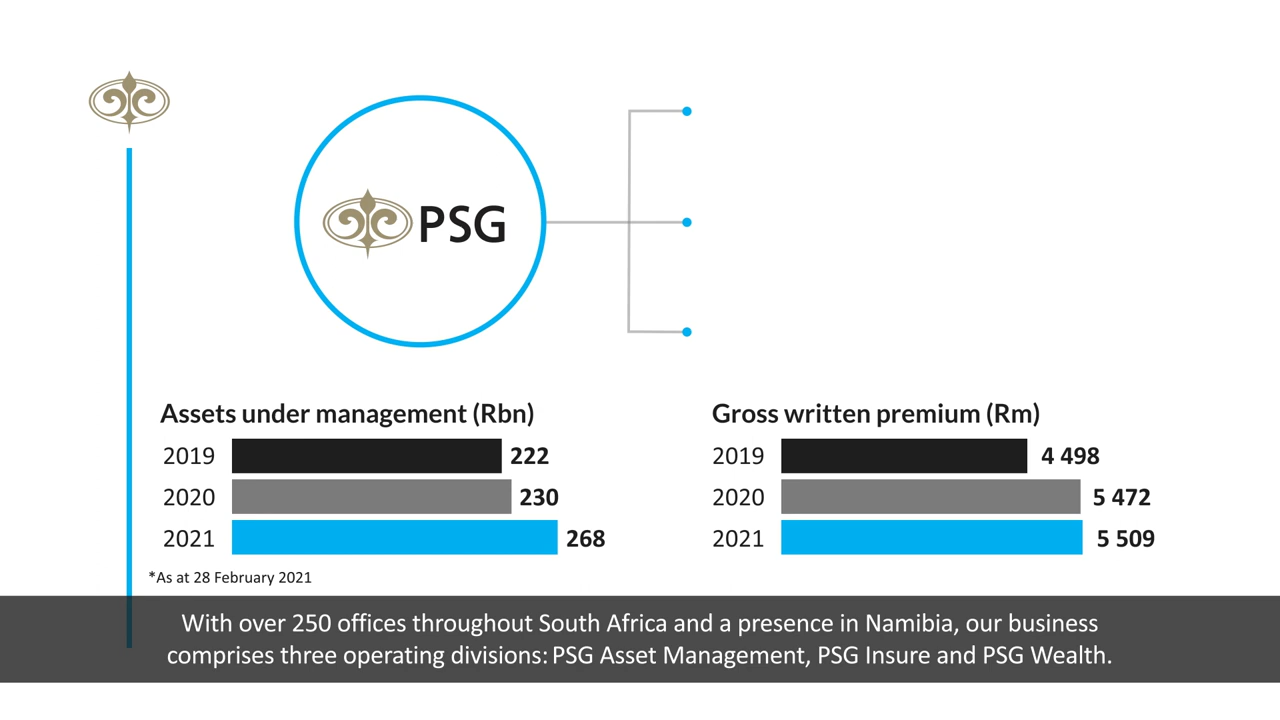 PSG
Assets under management (Rbn)
2019 222
2020 230
2021 268
*As at 28 February 2021
Gross written premium (Rm)
2019 4 498
2020 5 472
2021 5 509
With over 250 offices throughout South Africa and a presence in Namibia, our business
comprises three operating divisions: PSG Asset Management, PSG Insure and PSG Wealth.